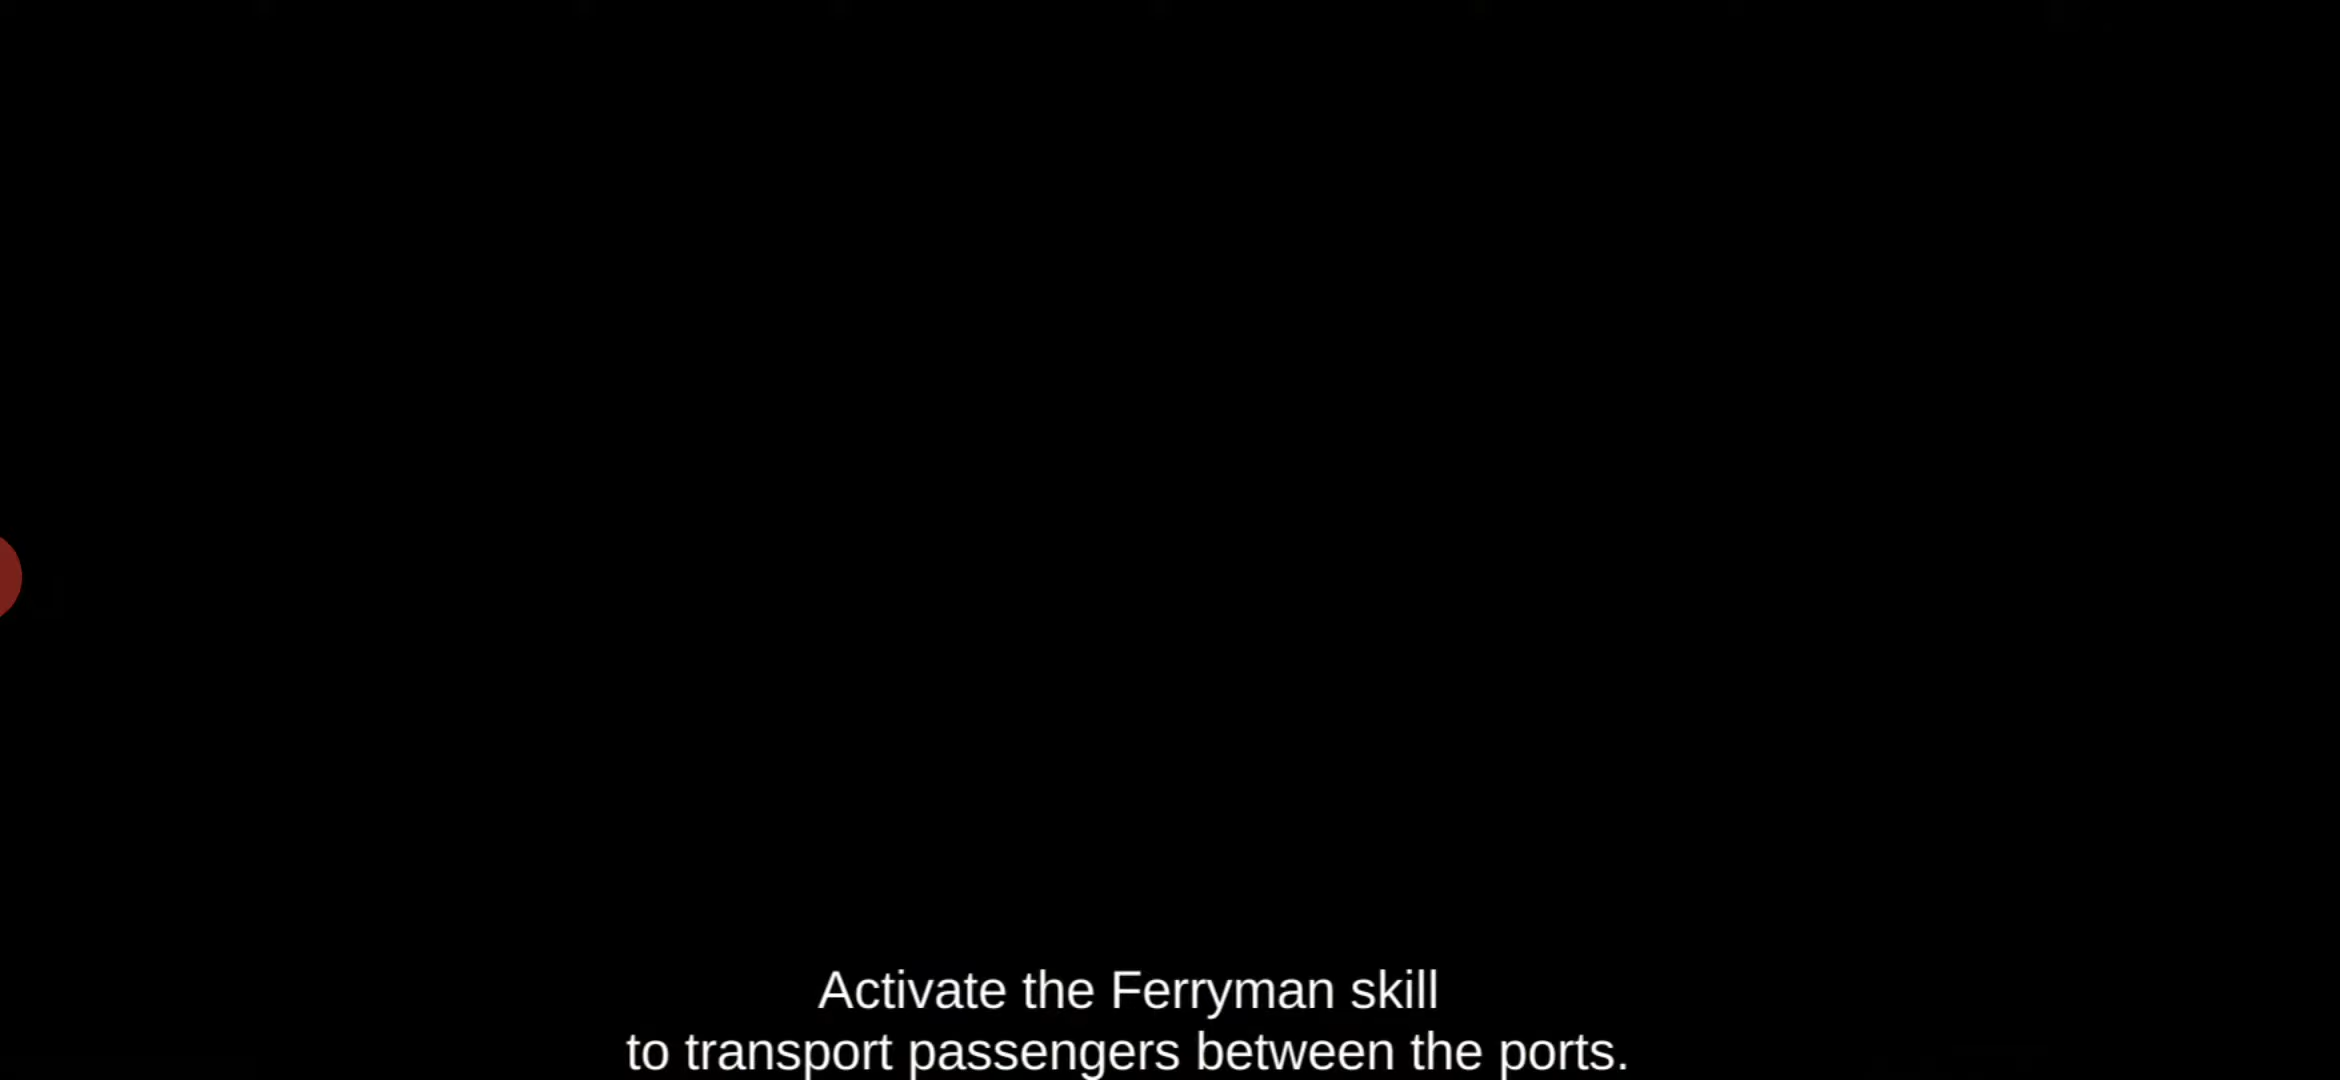 Activate the Ferryman skill
to transport passengers between the ports.